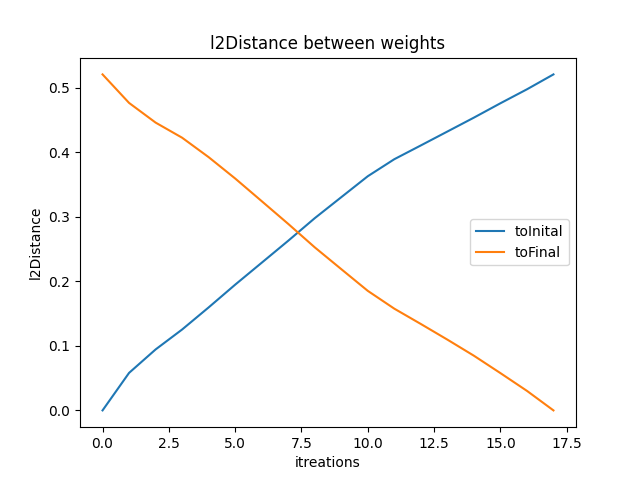 l2Distance between weights
l2Distance
0.5
0.4
0.3
0.2
0.1
0.0
toInital
toFinal
0.0 2.5 5.0 7.5 10.0 12.5 15.0 17.5
itreations